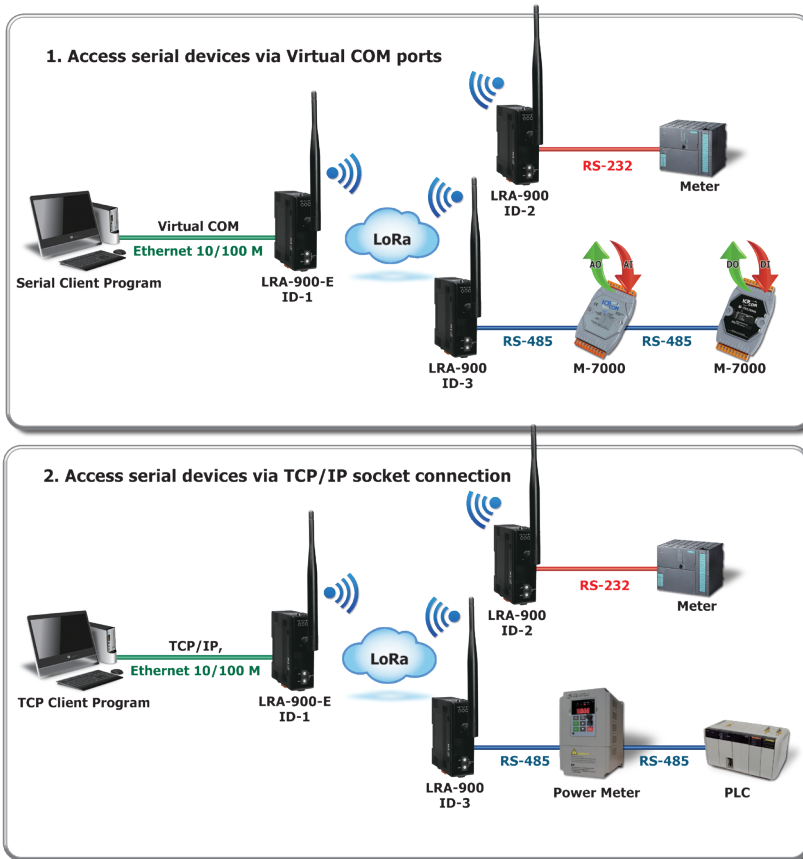 1. Access serial devices via Virtual COM ports
LRA-900
ID-2
RS-232
Meter
Virtual COM
Ethernet 10/100 M
Serial Client Program
LRA-900-E
ID-1
LoRa
LRA-900
ID-3
RS-485
AO
AI
M-7000
RS-485
DO
DI
M-7000
2. Access serial devices via TCP/IP socket connection
LRA-900
ID-2
RS-232
Meter
TCP/IP,
Ethernet 10/100 M
TCP Client Program
LRA-900-E
ID-1
LoRa
LRA-900
ID-3
RS-485
Power Meter
RS-485
PLC